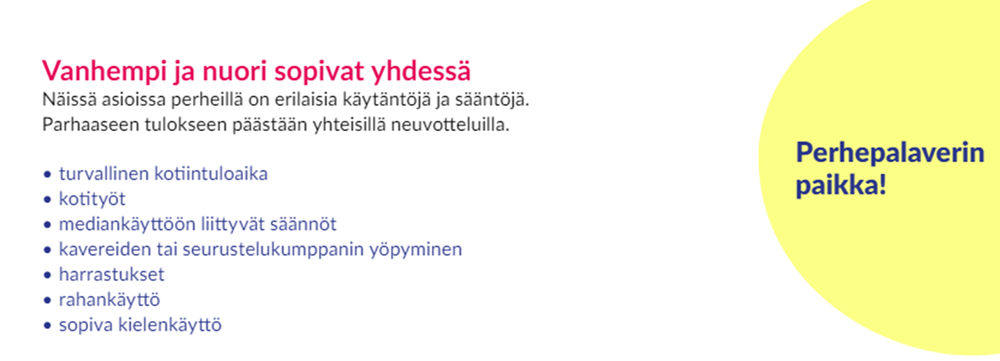 Vanhempi ja nuori sopivat yhdessä
Näissä asioissa perheillä on erilaisia käytäntöjä ja sääntöjä.
Parhaaseen tulokseen päästään yhteisillä neuvotteluilla.
• turvallinen kotiintuloaika
• kotityöt
• mediankäyttöön liittyvät säännöt
• kavereiden tai seurustelukumppanin yöpyminen
• harrastukset
• rahankäyttö
• sopiva kielenkäyttö
Perhepalaverin
paikka!